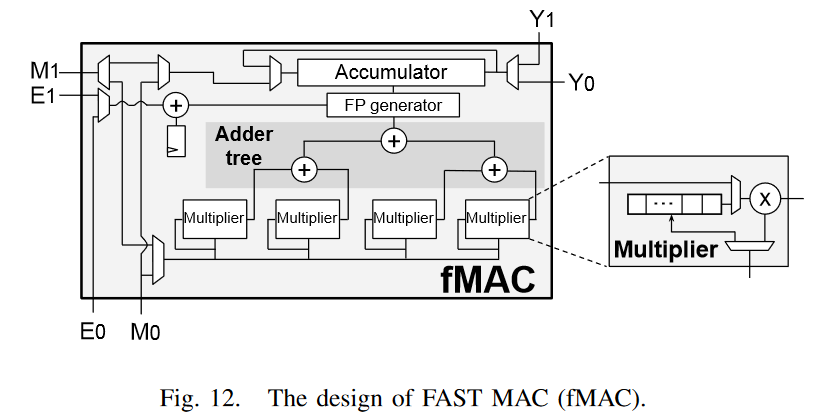 Y1
M1
Accumulator
Y0
E1
FP generator
Adder
tree
Multiplier
Multiplier
Multiplier
Multiplier
...
X
Multiplier
fMAC
E0
M0
Fig. 12. The design of FAST MAC (fMAC).